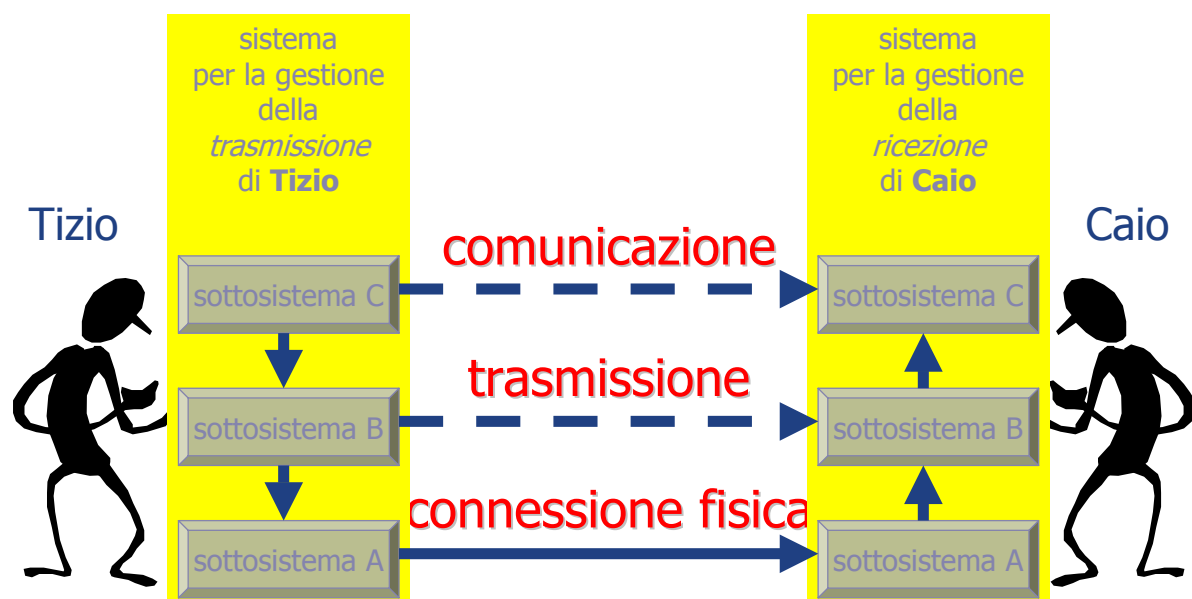 sistema
per la gestione
della
trasmissione
di Tizio
sistema
per la gestione
della
ricezione
di Caio
Tizio
Caio
comunicazione
sottosistema C
sottosistema C
trasmissione
sottosistema B
sottosistema B
connessione fisica
sottosistema A
sottosistema A